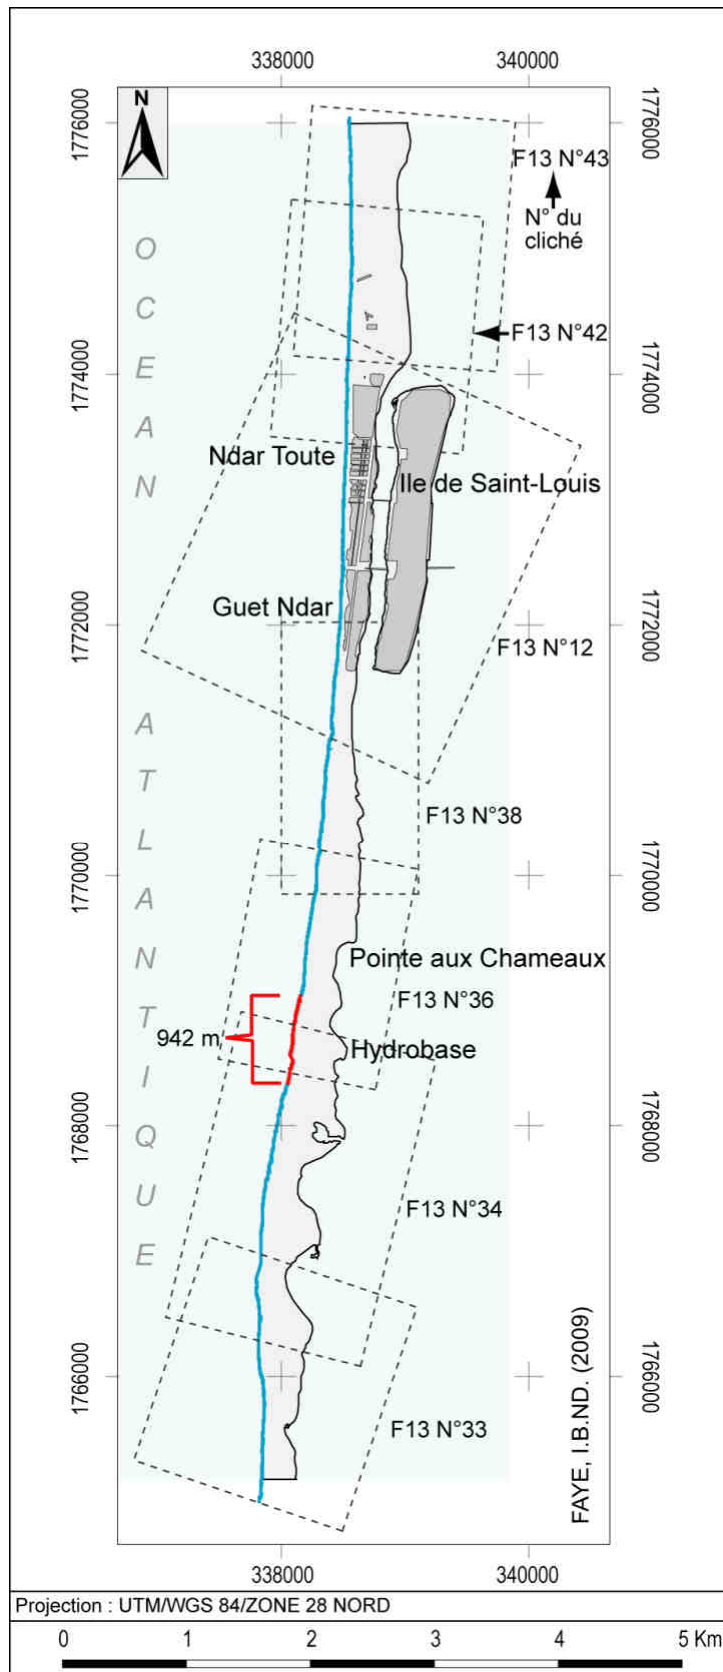 338000
340000
N
1776000
1776000
F13 N°43
N° du
cliché
F13 N°42
1774000
1774000
Ndar Toute
Ile de Saint-Louis
Guet Ndar
1772000
1772000
F13 N°12
F13 N°38
1770000
1770000
Pointe aux Chameaux
F13 N°36
942 m
Hydrobase
OCEAN ATLANTIQUE
1768000
1768000
F13 N°34
1766000
1766000
F13 N°33
FAYE, I.B.ND. (2009)
338000
340000
Projection : UTM/WGS 84/ZONE 28 NORD
0 1 2 3 4 5 Km